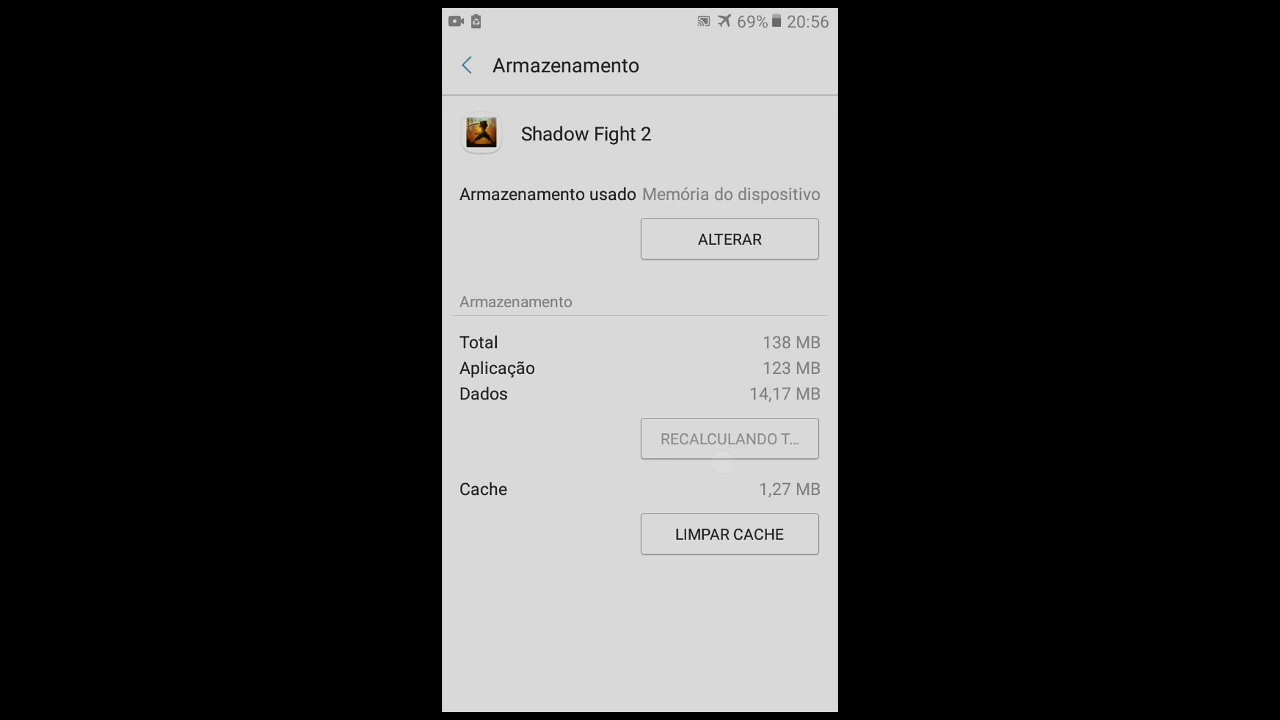 69% 20:56
Armazenamento
Shadow Fight 2
Armazenamento usado Memória do dispositivo
ALTERAR
Armazenamento
Total 138 MB
Aplicação 123 MB
Dados 14,17 MB
RECALCULANDO T...
Cache 1,27 MB
LIMPAR CACHE